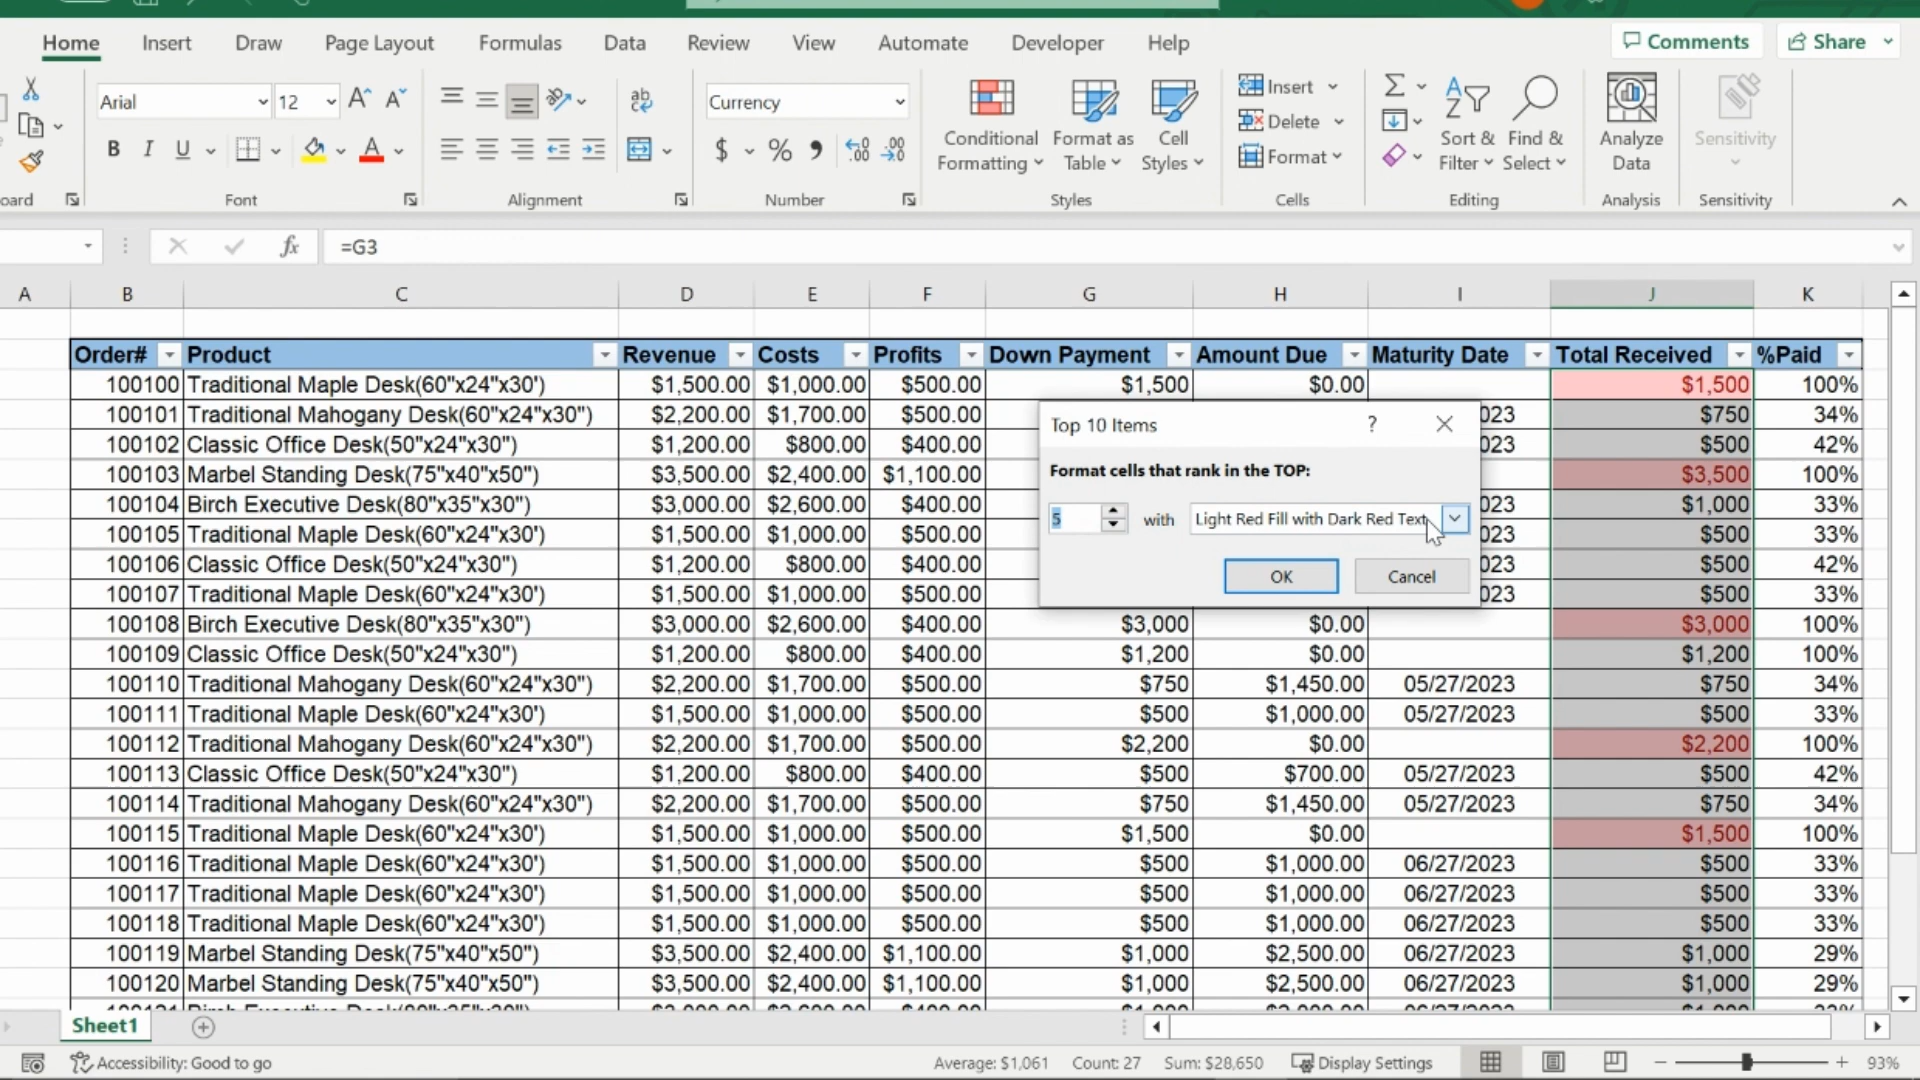 Home Insert Draw Page Layout Formulas Data Review View Automate Developer Help Comments Share
Arial 12 Currency
Conditional Formatting Format as Table Cell Styles
Insert
Delete
Format
Sort & Filter Find & Select Analyze Data Sensitivity
B I U $ % 9
oard Font Alignment Number Styles Cells Editing Analysis Sensitivity
fx =G3
A B C D E F G H I J K
Order# Product Revenue Costs Profits Down Payment Amount Due Maturity Date Total Received %Paid
100100 Traditional Maple Desk(60"x24"x30') $1,500.00 $1,000.00 $500.00 $1,500 $0.00 $1,500 100%
100101 Traditional Mahogany Desk(60"x24"x30") $2,200.00 $1,700.00 $500.00 023 $750 34%
100102 Classic Office Desk(50"x24"x30") $1,200.00 $800.00 $400.00 023 $500 42%
100103 Marbel Standing Desk(75"x40"x50") $3,500.00 $2,400.00 $1,100.00 $3,500 100%
100104 Birch Executive Desk(80"x35"x30") $3,000.00 $2,600.00 $400.00 023 $1,000 33%
100105 Traditional Maple Desk(60"x24"x30') $1,500.00 $1,000.00 $500.00 023 $500 33%
100106 Classic Office Desk(50"x24"x30") $1,200.00 $800.00 $400.00 023 $500 42%
100107 Traditional Maple Desk(60"x24"x30') $1,500.00 $1,000.00 $500.00 023 $500 33%
100108 Birch Executive Desk(80"x35"x30") $3,000.00 $2,600.00 $400.00 $3,000 $0.00 $3,000 100%
100109 Classic Office Desk(50"x24"x30") $1,200.00 $800.00 $400.00 $1,200 $0.00 $1,200 100%
100110 Traditional Mahogany Desk(60"x24"x30") $2,200.00 $1,700.00 $500.00 $750 $1,450.00 05/27/2023 $750 34%
100111 Traditional Maple Desk(60"x24"x30') $1,500.00 $1,000.00 $500.00 $500 $1,000.00 05/27/2023 $500 33%
100112 Traditional Mahogany Desk(60"x24"x30") $2,200.00 $1,700.00 $500.00 $2,200 $0.00 $2,200 100%
100113 Classic Office Desk(50"x24"x30") $1,200.00 $800.00 $400.00 $500 $700.00 05/27/2023 $500 42%
100114 Traditional Mahogany Desk(60"x24"x30") $2,200.00 $1,700.00 $500.00 $750 $1,450.00 05/27/2023 $750 34%
100115 Traditional Maple Desk(60"x24"x30') $1,500.00 $1,000.00 $500.00 $1,500 $0.00 $1,500 100%
100116 Traditional Maple Desk(60"x24"x30') $1,500.00 $1,000.00 $500.00 $500 $1,000.00 06/27/2023 $500 33%
100117 Traditional Maple Desk(60"x24"x30') $1,500.00 $1,000.00 $500.00 $500 $1,000.00 06/27/2023 $500 33%
100118 Traditional Maple Desk(60"x24"x30') $1,500.00 $1,000.00 $500.00 $500 $1,000.00 06/27/2023 $500 33%
100119 Marbel Standing Desk(75"x40"x50") $3,500.00 $2,400.00 $1,100.00 $1,000 $2,500.00 06/27/2023 $1,000 29%
100120 Marbel Standing Desk(75"x40"x50") $3,500.00 $2,400.00 $1,100.00 $1,000 $2,500.00 06/27/2023 $1,000 29%
Top 10 Items ?
Format cells that rank in the TOP:
5 with Light Red Fill with Dark Red Text
OK Cancel
Sheet1
Accessibility: Good to go Average: $1,061 Count: 27 Sum: $28,650 Display Settings 93%